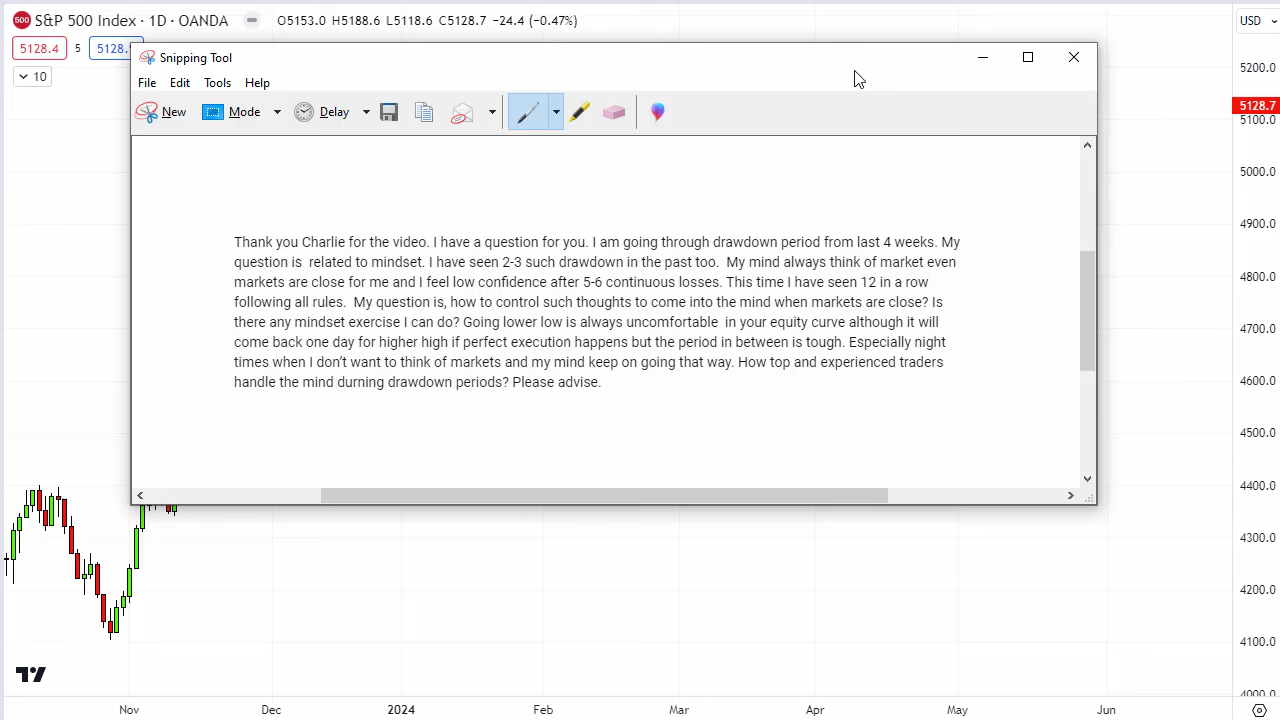 S&P 500 Index · 1D · OANDA O5153.0 H5188.6 L5118.6 C5128.7 −24.4 (−0.47%)
USD
5128.4 5 5128.
10
Snipping Tool
File Edit Tools Help
New Mode Delay
Thank you Charlie for the video. I have a question for you. I am going through drawdown period from last 4 weeks. My
question is  related to mindset. I have seen 2-3 such drawdown in the past too.  My mind always think of market even
markets are close for me and I feel low confidence after 5-6 continuous losses. This time I have seen 12 in a row
following all rules.  My question is, how to control such thoughts to come into the mind when markets are close? Is
there any mindset exercise I can do? Going lower low is always uncomfortable  in your equity curve although it will
come back one day for higher high if perfect execution happens but the period in between is tough. Especially night
times when I don't want to think of markets and my mind keep on going that way. How top and experienced traders
handle the mind durning drawdown periods? Please advise.
5200.0
5128.7
5100.0
5000.0
4900.0
4800.0
4700.0
4600.0
4500.0
4400.0
4300.0
4200.0
4100.0
4000.0
Nov Dec 2024 Feb Mar Apr May Jun